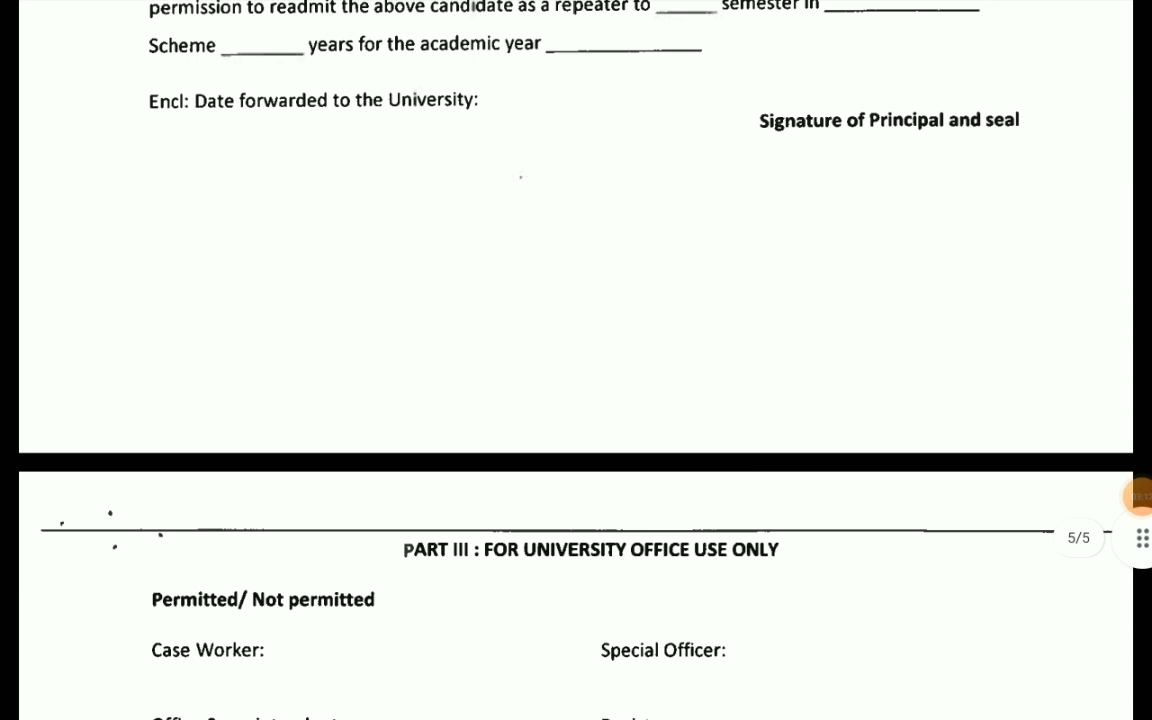 permission to readmit the above candidate as a repeater to ______ semester in ______________
Scheme ________ years for the academic year ______________
Encl: Date forwarded to the University:
Signature of Principal and seal
5/5
PART III : FOR UNIVERSITY OFFICE USE ONLY
Permitted/ Not permitted
Case Worker: Special Officer: